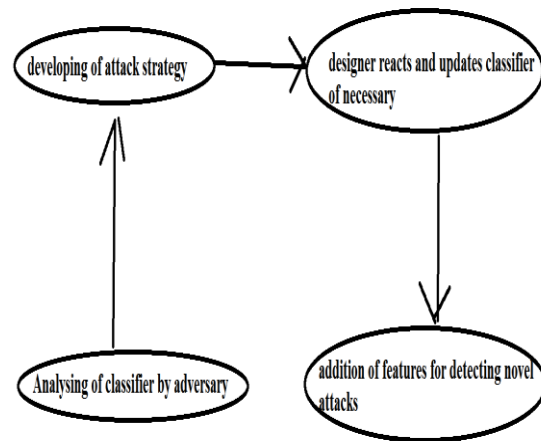 developing of attack strategy
designer reacts and updates classifier
of necessary
Analysing of classifier by adversary
addition of features for detecting novel
attacks